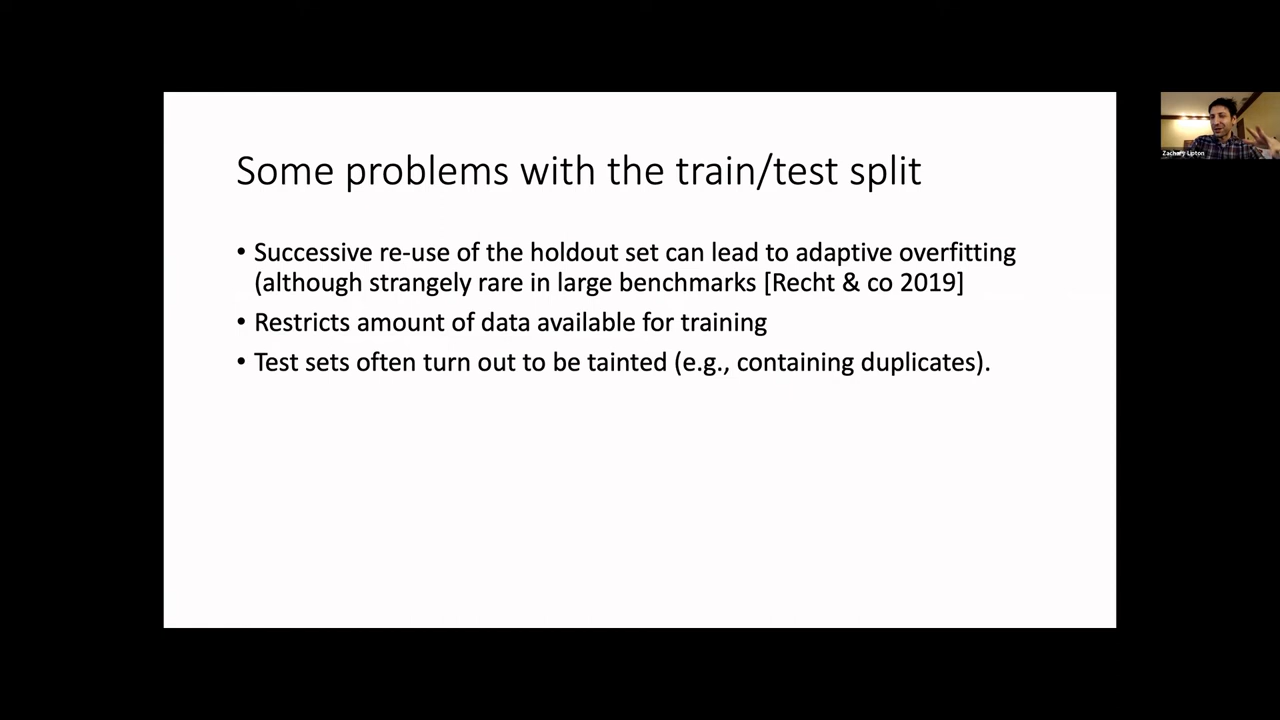 Some problems with the train/test split
• Successive re-use of the holdout set can lead to adaptive overfitting
(although strangely rare in large benchmarks [Recht & co 2019]
• Restricts amount of data available for training
• Test sets often turn out to be tainted (e.g., containing duplicates).
Zachary Lipton